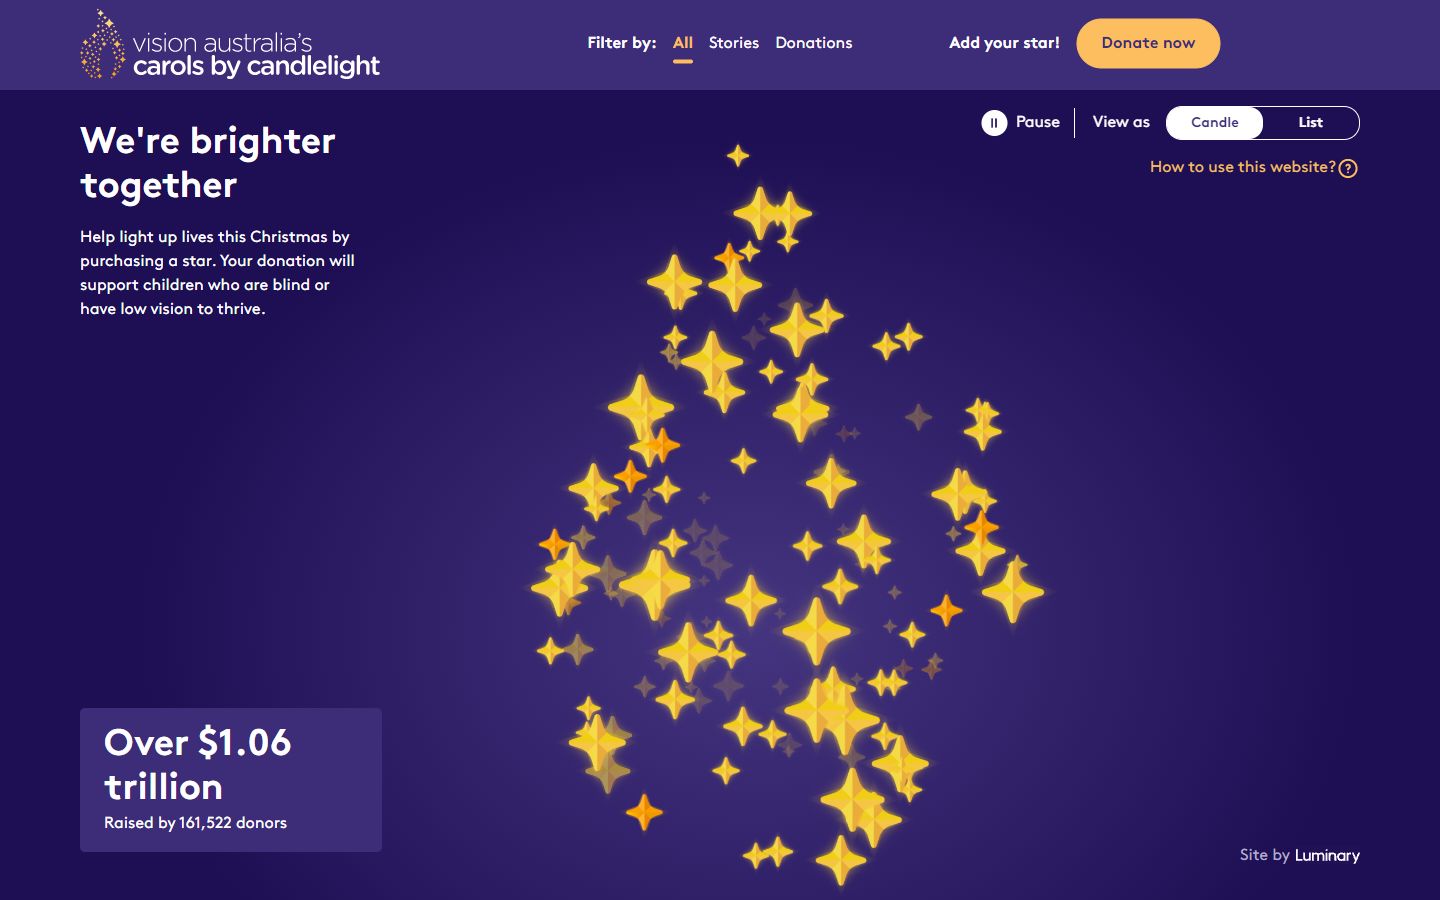 vision australia's
carols by candlelight
Filter by: All Stories Donations
Add your star! Donate now
We're brighter
together
Help light up lives this Christmas by
purchasing a star. Your donation will
support children who are blind or
have low vision to thrive.
Pause View as Candle List
How to use this website? ?
Over $1.06
trillion
Raised by 161,522 donors
Site by Luminary